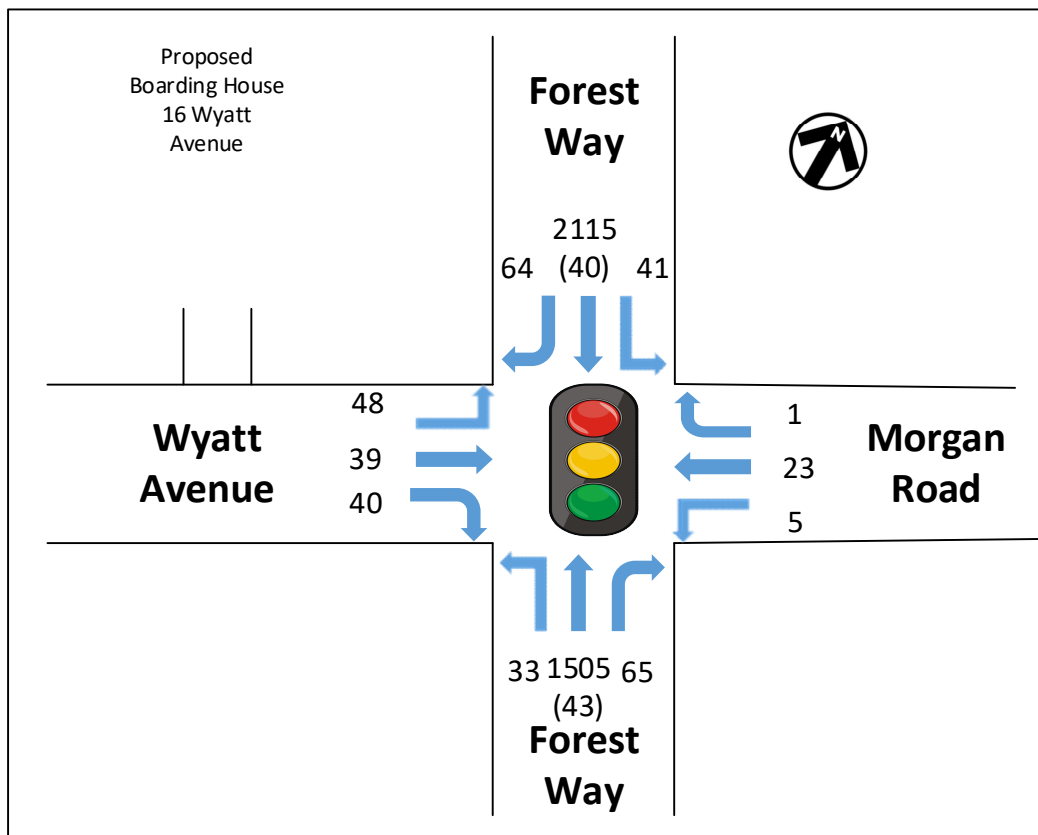 Proposed
Boarding House
16 Wyatt
Avenue
Forest
Way
N
2115
64 (40) 41
48
39
40
Wyatt
Avenue
1
23
5
Morgan
Road
33 1505 65
(43)
Forest
Way